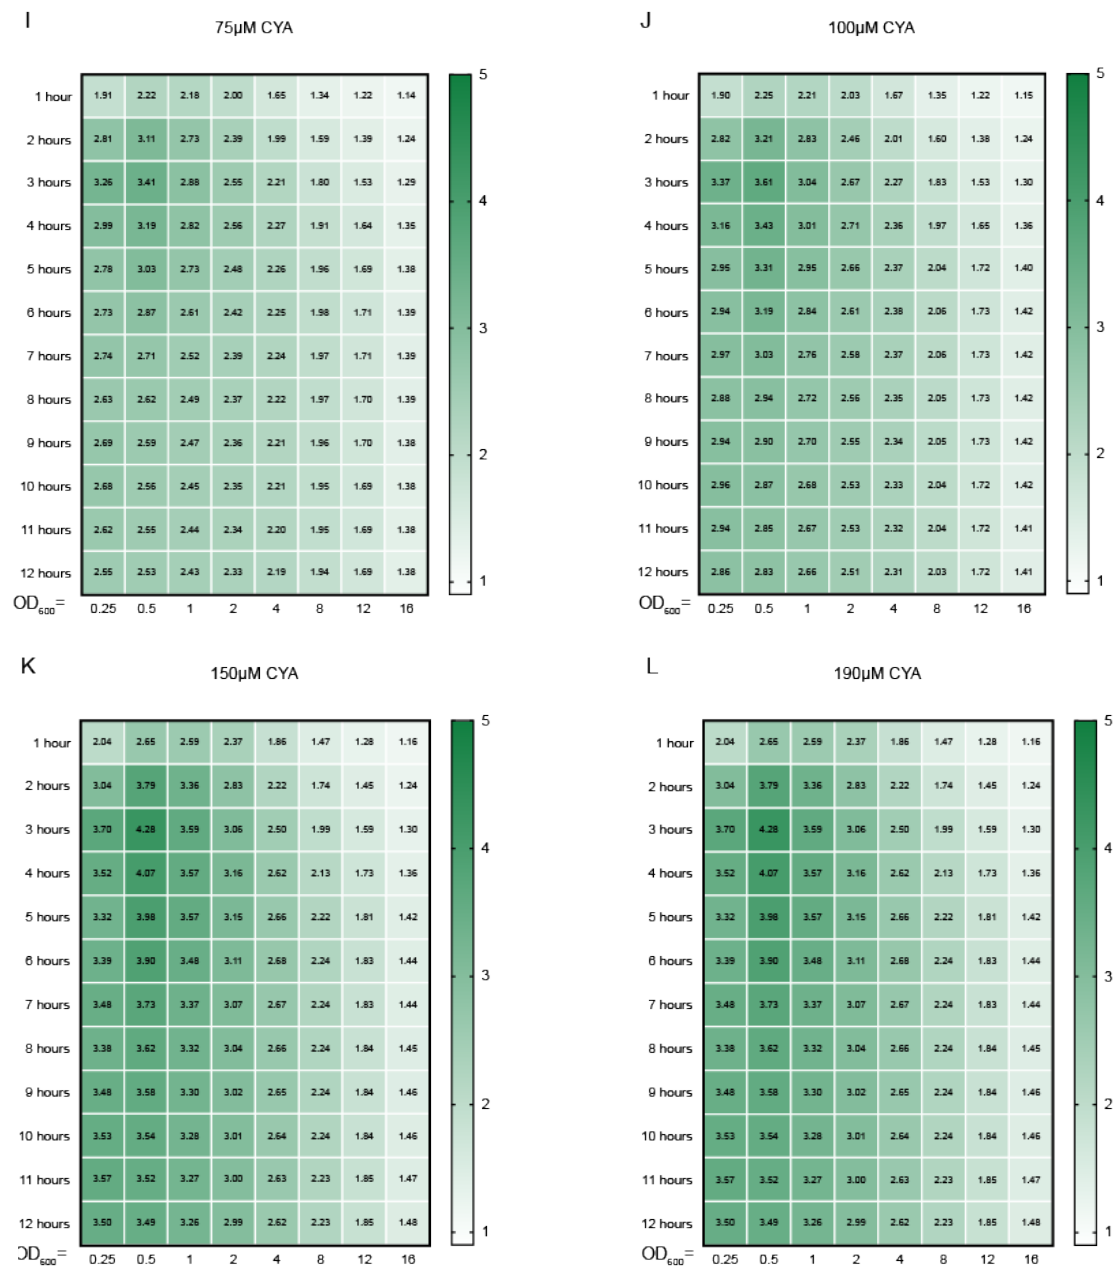 I J
75µM CYA 100µM CYA
5 5
1 hour 1.91 2.22 2.18 2.00 1.65 1.34 1.22 1.14 1 hour 1.90 2.25 2.21 2.03 1.67 1.35 1.22 1.15
2 hours 2.81 3.11 2.73 2.39 1.99 1.59 1.39 1.24 2 hours 2.82 3.21 2.83 2.46 2.01 1.60 1.38 1.24
3 hours 3.26 3.41 2.88 2.55 2.21 1.80 1.53 1.29 3 hours 3.37 3.61 3.04 2.67 2.27 1.83 1.53 1.30
4 4
4 hours 2.99 3.19 2.82 2.56 2.27 1.91 1.64 1.35 4 hours 3.16 3.43 3.01 2.71 2.36 1.97 1.65 1.36
5 hours 2.78 3.03 2.73 2.48 2.26 1.96 1.69 1.38 5 hours 2.95 3.31 2.95 2.66 2.37 2.04 1.72 1.40
6 hours 2.73 2.87 2.61 2.42 2.25 1.98 1.71 1.39 6 hours 2.94 3.19 2.84 2.61 2.38 2.06 1.73 1.42
3 3
7 hours 2.74 2.71 2.52 2.39 2.24 1.97 1.71 1.39 7 hours 2.97 3.03 2.76 2.58 2.37 2.06 1.73 1.42
8 hours 2.63 2.62 2.49 2.37 2.22 1.97 1.70 1.39 8 hours 2.88 2.94 2.72 2.56 2.35 2.05 1.73 1.42
9 hours 2.69 2.59 2.47 2.36 2.21 1.96 1.70 1.38 9 hours 2.94 2.90 2.70 2.55 2.34 2.05 1.73 1.42
2 2
10 hours 2.68 2.56 2.45 2.35 2.21 1.95 1.69 1.38 10 hours 2.96 2.87 2.68 2.53 2.33 2.04 1.72 1.42
11 hours 2.62 2.55 2.44 2.34 2.20 1.95 1.69 1.38 11 hours 2.94 2.85 2.67 2.53 2.32 2.04 1.72 1.41
12 hours 2.55 2.53 2.43 2.33 2.19 1.94 1.69 1.38 12 hours 2.86 2.83 2.66 2.51 2.31 2.03 1.72 1.41
1 1
OD600= 0.25 0.5 1 2 4 8 12 16 OD600= 0.25 0.5 1 2 4 8 12 16
K L
150µM CYA 190µM CYA
5 5
1 hour 2.04 2.65 2.59 2.37 1.86 1.47 1.28 1.16 1 hour 2.04 2.65 2.59 2.37 1.86 1.47 1.28 1.16
2 hours 3.04 3.79 3.36 2.83 2.22 1.74 1.45 1.24 2 hours 3.04 3.79 3.36 2.83 2.22 1.74 1.45 1.24
3 hours 3.70 4.28 3.59 3.06 2.50 1.99 1.59 1.30 3 hours 3.70 4.28 3.59 3.06 2.50 1.99 1.59 1.30
4 4
4 hours 3.52 4.07 3.57 3.16 2.62 2.13 1.73 1.36 4 hours 3.52 4.07 3.57 3.16 2.62 2.13 1.73 1.36
5 hours 3.32 3.98 3.57 3.15 2.66 2.22 1.81 1.42 5 hours 3.32 3.98 3.57 3.15 2.66 2.22 1.81 1.42
6 hours 3.39 3.90 3.48 3.11 2.68 2.24 1.83 1.44 6 hours 3.39 3.90 3.48 3.11 2.68 2.24 1.83 1.44
3 3
7 hours 3.48 3.73 3.37 3.07 2.67 2.24 1.83 1.44 7 hours 3.48 3.73 3.37 3.07 2.67 2.24 1.83 1.44
8 hours 3.38 3.62 3.32 3.04 2.66 2.24 1.84 1.45 8 hours 3.38 3.62 3.32 3.04 2.66 2.24 1.84 1.45
9 hours 3.48 3.58 3.30 3.02 2.65 2.24 1.84 1.46 9 hours 3.48 3.58 3.30 3.02 2.65 2.24 1.84 1.46
2 2
10 hours 3.53 3.54 3.28 3.01 2.64 2.24 1.84 1.46 10 hours 3.53 3.54 3.28 3.01 2.64 2.24 1.84 1.46
11 hours 3.57 3.52 3.27 3.00 2.63 2.23 1.85 1.47 11 hours 3.57 3.52 3.27 3.00 2.63 2.23 1.85 1.47
12 hours 3.50 3.49 3.26 2.99 2.62 2.23 1.85 1.48 12 hours 3.50 3.49 3.26 2.99 2.62 2.23 1.85 1.48
1 1
OD600= 0.25 0.5 1 2 4 8 12 16 OD600= 0.25 0.5 1 2 4 8 12 16